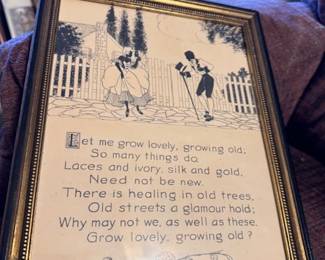 Let me grow lovely, growing old;
So many things do.
Laces and ivory, silk and gold,
Need not be new.
There is healing in old trees,
Old streets a glamour hold;
Why may not we, as well as these,
Grow lovely, growing old?